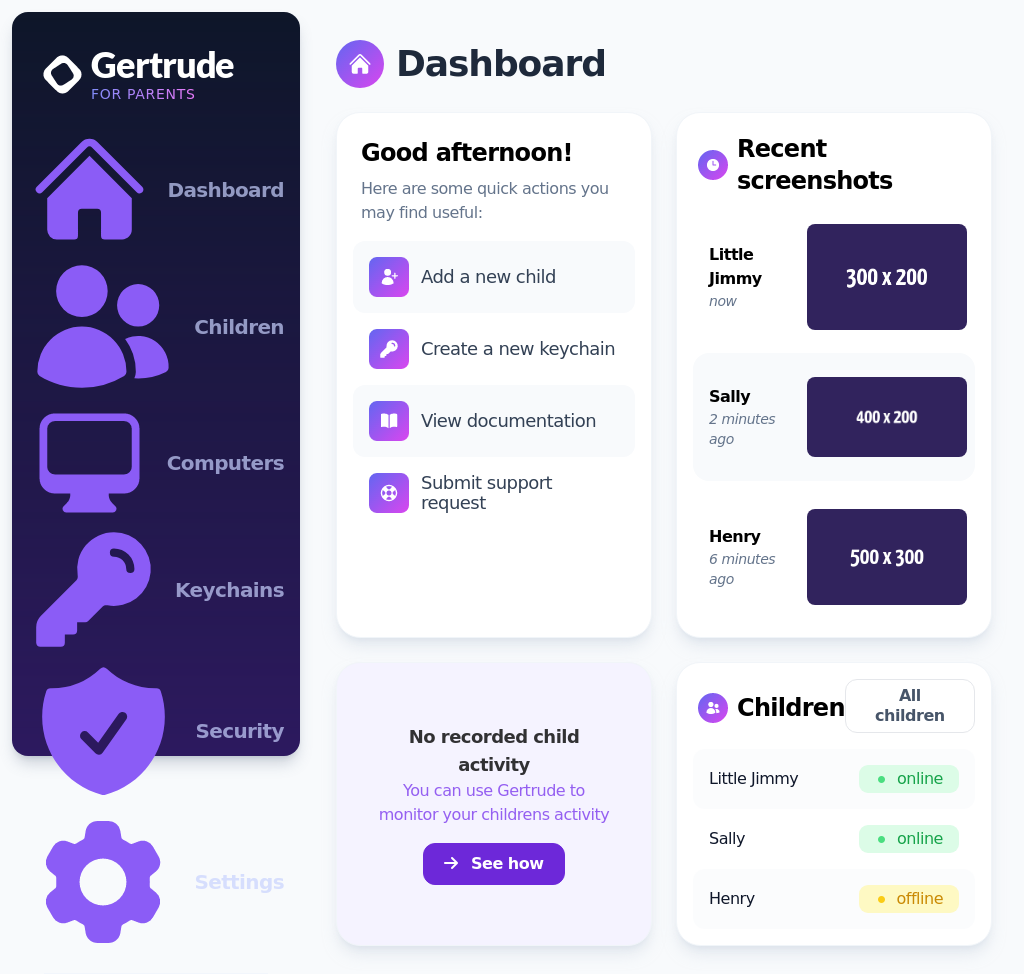 Gertrude
FOR PARENTS
Dashboard
Children
Computers
Keychains
Security
Settings
Dashboard
Good afternoon!
Here are some quick actions you
may find useful:
Add a new child
Create a new keychain
View documentation
Submit support
request
Recent
screenshots
Little
Jimmy
now
300 x 200
Sally
2 minutes
ago
400 x 200
Henry
6 minutes
ago
500 x 300
No recorded child
activity
You can use Gertrude to
monitor your childrens activity
See how
Children
All
children
Little Jimmy
online
Sally
online
Henry
offline